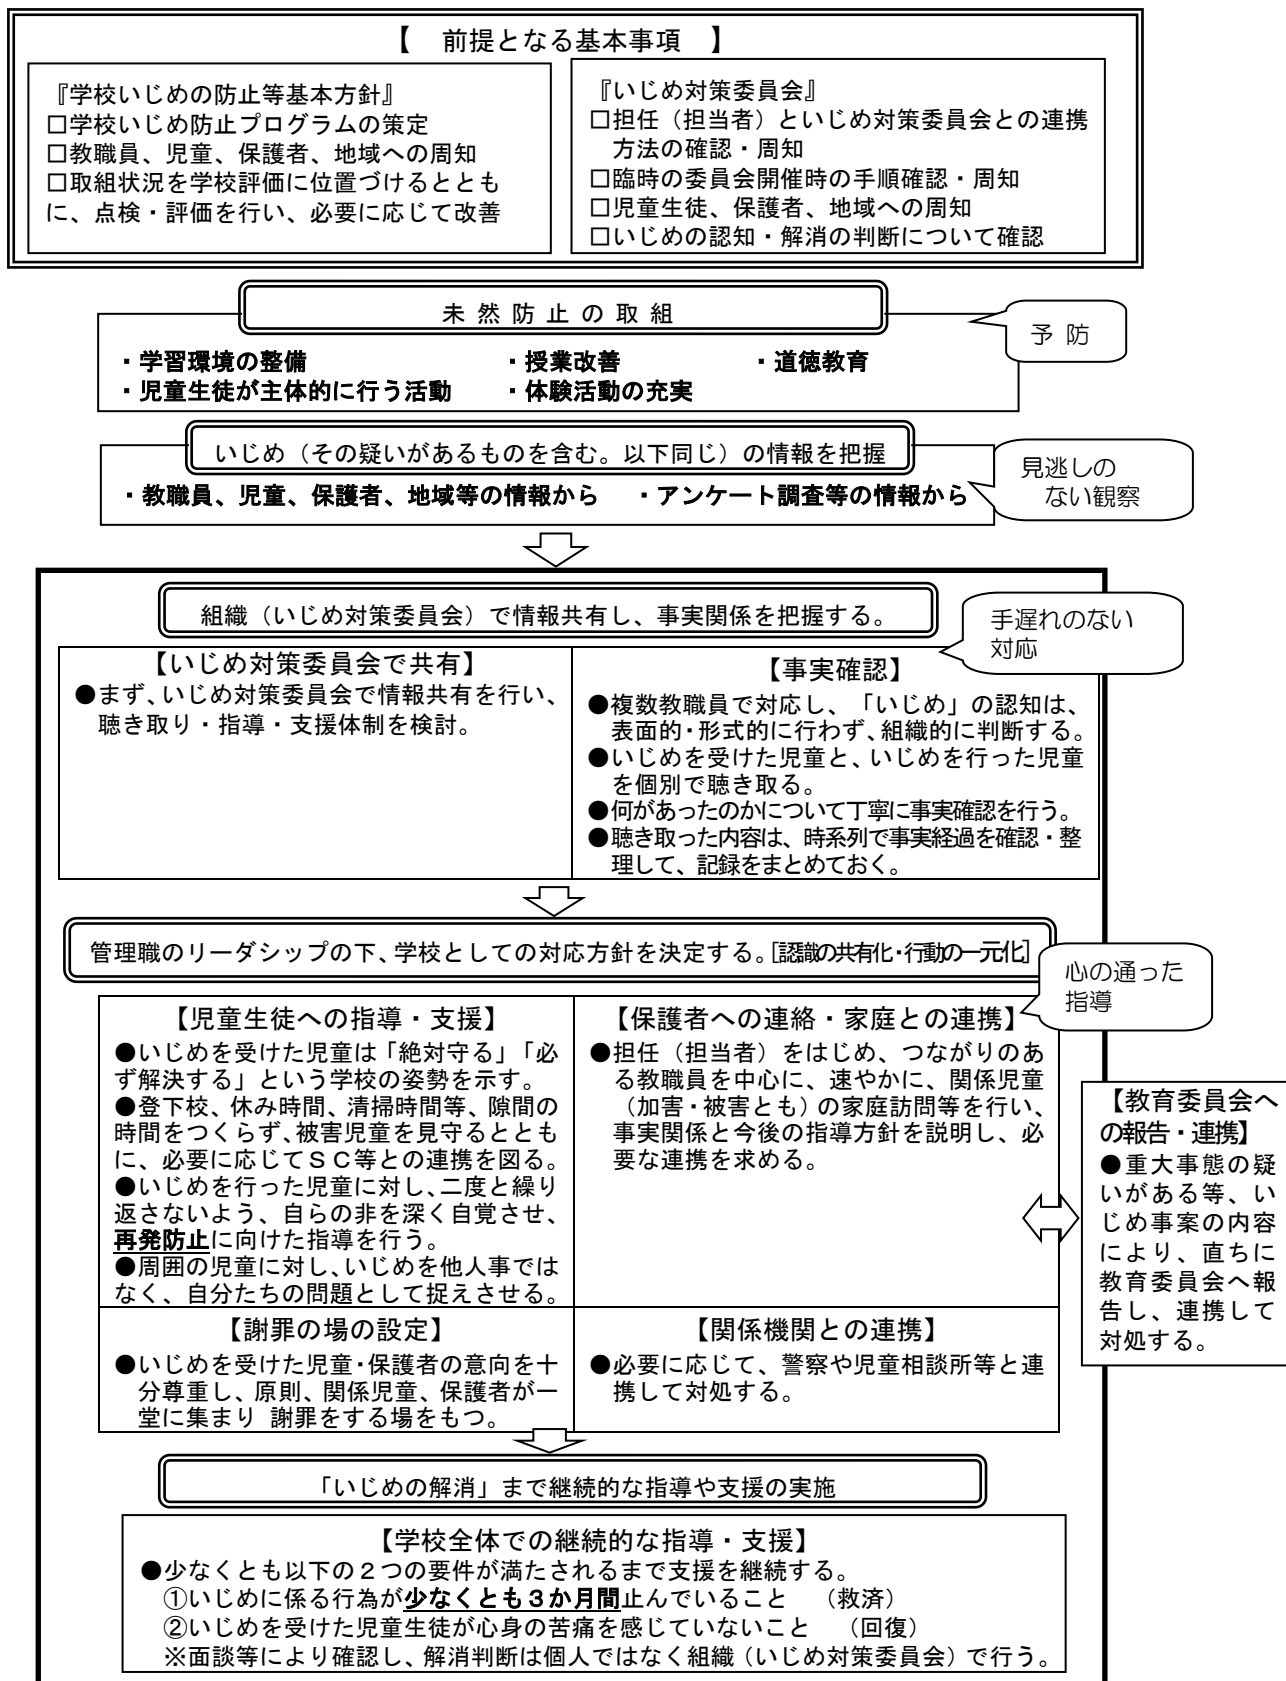 【　前提となる基本事項　】
『学校いじめの防止等基本方針』
□学校いじめ防止プログラムの策定
□教職員、児童、保護者、地域への周知
□取組状況を学校評価に位置づけるととも
に、点検・評価を行い、必要に応じて改善
『いじめ対策委員会』
□担任（担当者）といじめ対策委員会との連携
方法の確認・周知
□臨時の委員会開催時の手順確認・周知
□児童生徒、保護者、地域への周知
□いじめの認知・解消の判断について確認
未然防止の取組
予防
・学習環境の整備　・授業改善　・道徳教育
・児童生徒が主体的に行う活動　・体験活動の充実
いじめ（その疑いがあるものを含む。以下同じ）の情報を把握
見逃しの
ない観察
・教職員、児童、保護者、地域等の情報から　・アンケート調査等の情報から
組織（いじめ対策委員会）で情報共有し、事実関係を把握する。
手遅れのない
対応
【いじめ対策委員会で共有】
●まず、いじめ対策委員会で情報共有を行い、
聴き取り・指導・支援体制を検討。
【事実確認】
●複数教職員で対応し、「いじめ」の認知は、
表面的・形式的に行わず、組織的に判断する。
●いじめを受けた児童と、いじめを行った児童
を個別で聴き取る。
●何があったのかについて丁寧に事実確認を行う。
●聴き取った内容は、時系列で事実経過を確認・整
理して、記録をまとめておく。
管理職のリーダシップの下、学校としての対応方針を決定する。［認識の共有化・行動の一元化］
心の通った
指導
【児童生徒への指導・支援】
●いじめを受けた児童は「絶対守る」「必
ず解決する」という学校の姿勢を示す。
●登下校、休み時間、清掃時間等、隙間の
時間をつくらず、被害児童を見守るととも
に、必要に応じてＳＣ等との連携を図る。
●いじめを行った児童に対し、二度と繰り
返さないよう、自らの非を深く自覚させ、
再発防止に向けた指導を行う。
●周囲の児童に対し、いじめを他人事では
なく、自分たちの問題として捉えさせる。
【保護者への連絡・家庭との連携】
●担任（担当者）をはじめ、つながりのあ
る教職員を中心に、速やかに、関係児童
（加害・被害とも）の家庭訪問等を行い、
事実関係と今後の指導方針を説明し、必
要な連携を求める。
【教育委員会へ
の報告・連携】
●重大事態の疑
いがある等、い
じめ事案の内容
により、直ちに
教育委員会へ報
告し、連携して
対処する。
【謝罪の場の設定】
●いじめを受けた児童・保護者の意向を十
分尊重し、原則、関係児童、保護者が一
堂に集まり 謝罪をする場をもつ。
【関係機関との連携】
●必要に応じて、警察や児童相談所等と連
携して対処する。
「いじめの解消」まで継続的な指導や支援の実施
【学校全体での継続的な指導・支援】
●少なくとも以下の２つの要件が満たされるまで支援を継続する。
①いじめに係る行為が少なくとも３か月間止んでいること　（救済）
②いじめを受けた児童生徒が心身の苦痛を感じていないこと　（回復）
※面談等により確認し、解消判断は個人ではなく組織（いじめ対策委員会）で行う。